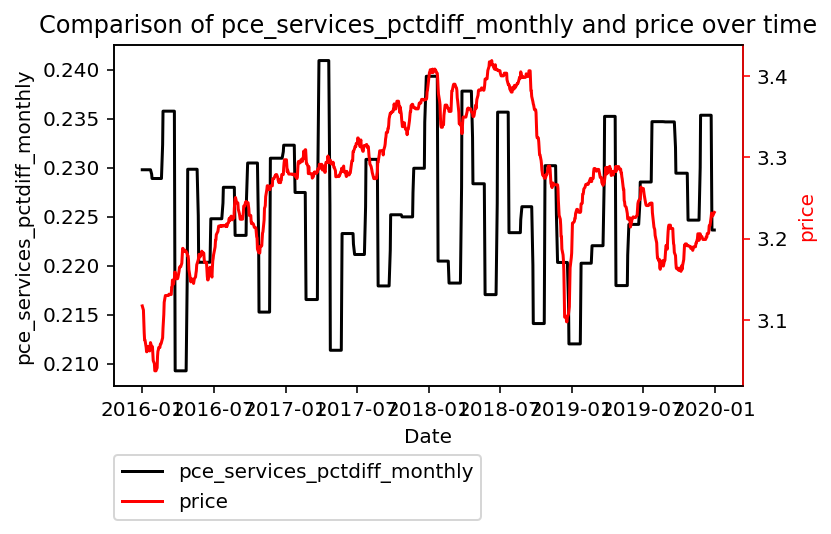 Comparison of pce_services_pctdiff_monthly and price over time
pce_services_pctdiff_monthly
0.240
0.235
0.230
0.225
0.220
0.215
0.210
3.4
3.3
3.2
3.1
price
2016-01 2016-07 2017-01 2017-07 2018-01 2018-07 2019-01 2019-07 2020-01
Date
pce_services_pctdiff_monthly
price